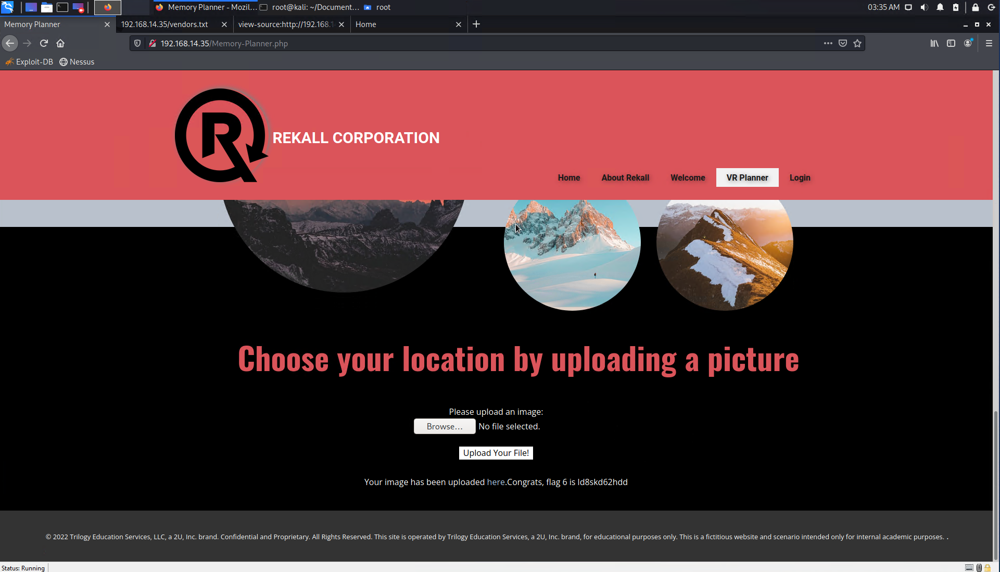 Memory Planner - Mozil...
root@kali: ~/Document...
root
03:35 AM
Memory Planner
192.168.14.35/vendors.txt
view-source:http://192.168.1
Home
192.168.14.35/Memory-Planner.php
Exploit-DB
Nessus
R
REKALL CORPORATION
Home
About Rekall
Welcome
VR Planner
Login
Choose your location by uploading a picture
Please upload an image:
Browse... No file selected.
Upload Your File!
Your image has been uploaded here.Congrats, flag 6 is ld8skd62hdd
© 2022 Trilogy Education Services, LLC, a 2U, Inc. brand. Confidential and Proprietary. All Rights Reserved. This site is operated by Trilogy Education Services, a 2U, Inc. brand, for educational purposes only. This is a fictitious website and scenario intended only for internal academic purposes. .
Status: Running